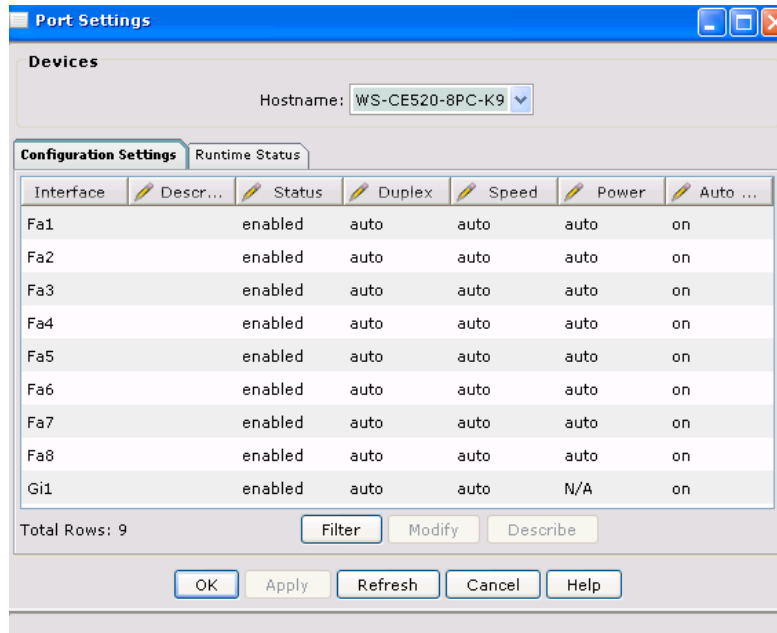 Port Settings
Devices
Hostname: WS-CE520-8PC-K9
Configuration Settings Runtime Status
Interface Descr... Status Duplex Speed Power Auto ...
Fa1 enabled auto auto auto on
Fa2 enabled auto auto auto on
Fa3 enabled auto auto auto on
Fa4 enabled auto auto auto on
Fa5 enabled auto auto auto on
Fa6 enabled auto auto auto on
Fa7 enabled auto auto auto on
Fa8 enabled auto auto auto on
Gi1 enabled auto auto N/A on
Total Rows: 9 Filter Modify Describe
OK Apply Refresh Cancel Help